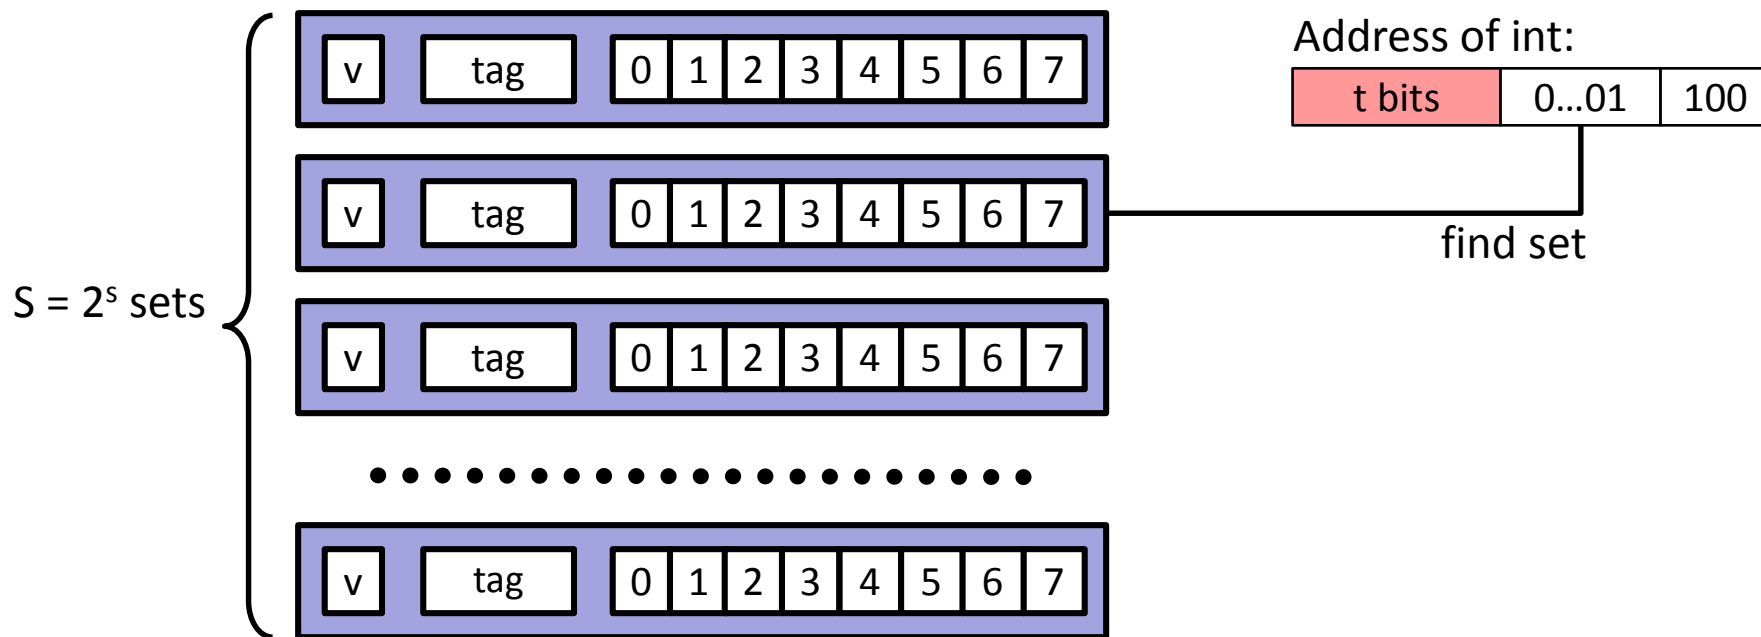 v tag 0 1 2 3 4 5 6 7
Address of int:
t bits 0...01 100
v tag 0 1 2 3 4 5 6 7
find set
S = 2ˢ sets
v tag 0 1 2 3 4 5 6 7
v tag 0 1 2 3 4 5 6 7